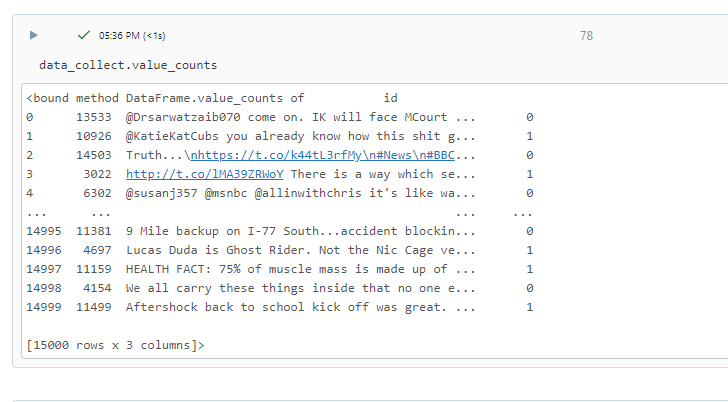 05:36 PM (<1s)
78
data_collect.value_counts
<bound method DataFrame.value_counts of           id
0      13533  @Drsarwatzaib070 come on. IK will face MCourt ...       0
1      10926  @KatieKatCubs you already know how this shit g...       1
2      14503  Truth...\nhttps://t.co/k44tL3rfMy\n#News\n#BBC...       0
3       3022  http://t.co/lMA39ZRWoY There is a way which se...       1
4       6302  @susanj357 @msnbc @allinwithchris it's like wa...       0
...      ...                                                ...     ...
14995  11381  9 Mile backup on I-77 South...accident blockin...       0
14996   4697  Lucas Duda is Ghost Rider. Not the Nic Cage ve...       1
14997  11159  HEALTH FACT: 75% of muscle mass is made up of ...       1
14998   4154  We all carry these things inside that no one e...       0
14999  11499  Aftershock back to school kick off was great. ...       1
[15000 rows x 3 columns]>